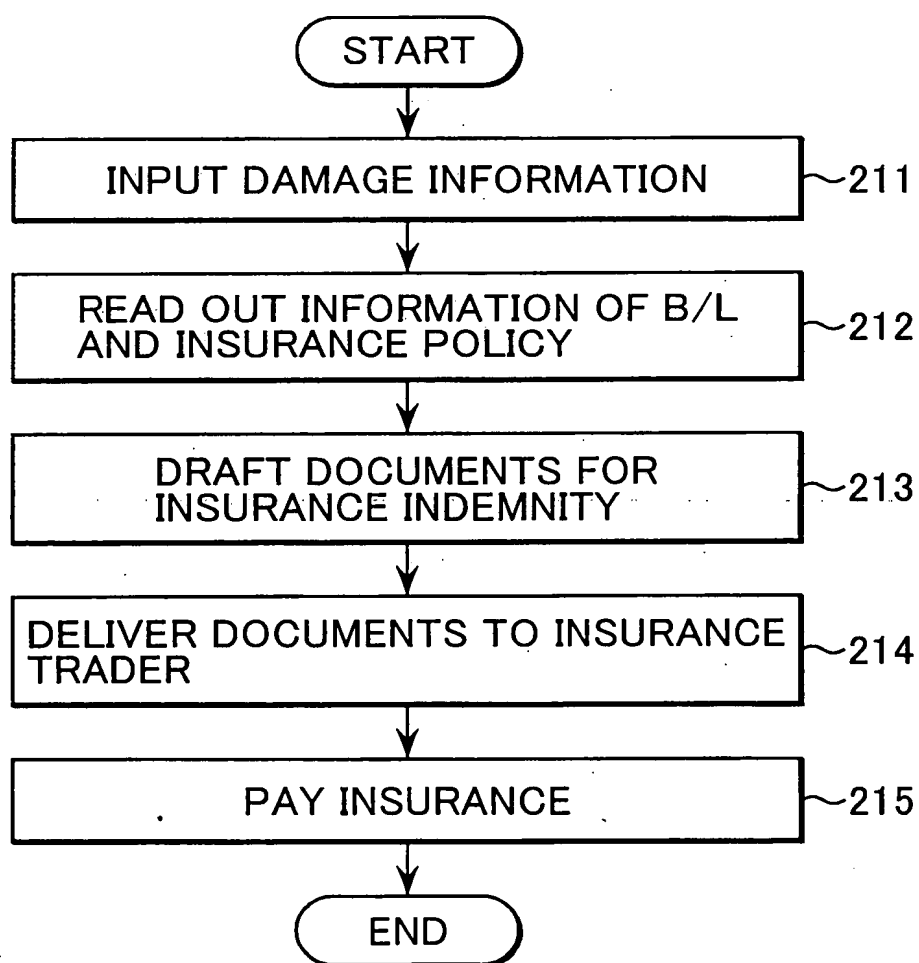 START
INPUT DAMAGE INFORMATION
211
READ OUT INFORMATION OF B/L
AND INSURANCE POLICY
212
DRAFT DOCUMENTS FOR
INSURANCE INDEMNITY
213
DELIVER DOCUMENTS TO INSURANCE
TRADER
214
PAY INSURANCE
215
END